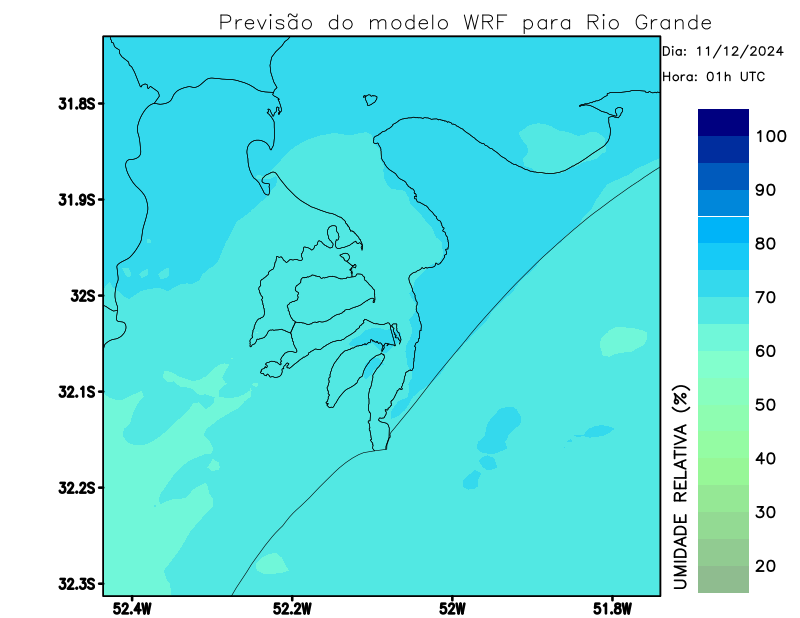 Previsão do modelo WRF para Rio Grande
Dia: 11/12/2024
Hora: 01h UTC
31.8S
31.9S
32S
32.1S
32.2S
32.3S
52.4W
52.2W
52W
51.8W
100
90
80
70
60
50
40
30
20
UMIDADE RELATIVA (%)